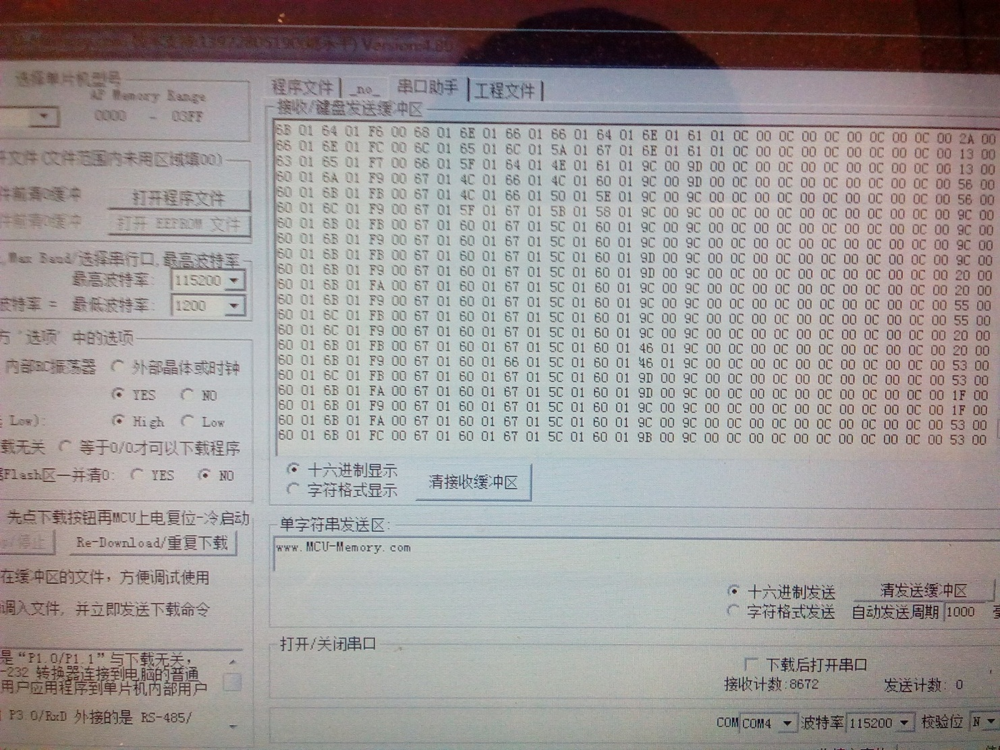 Version:4.80
选择单片机型号
AP Memory Range
0000 - 03FF
开文件(文件范围内未用区域填00)
件前清0缓冲 打开程序文件
件前清0缓冲 打开 EEPROM 文件
Max Baud/选择串行口,最高波特率
最高波特率: 115200
波特率 = 最低波特率: 1200
方 '选项' 中的选项
内部RC振荡器 外部晶体或时钟
YES NO
Low): High Low
载无关 等于0/0才可以下载程序
Flash区一并清0: YES NO
先点下载按钮再MCU上电复位-冷启动
/停止 Re-Download/重复下载
在缓冲区的文件，方便调试使用
调入文件, 并立即发送下载命令
是“P1.0/P1.1”与下载无关,
-232 转换器连接到电脑的普通
用户应用程序到单片机内部用户
P3.0/RxD 外接的是 RS-485/
程序文件 _no_ 串口助手 工程文件
接收/键盘发送缓冲区
6B 01 64 01 F6 00 68 01 6E 01 66 01 66 01 64 01 6E 01 61 01 0C 00 0C 00 0C 00 0C 00 0C 00 2A 00
66 01 6E 01 FC 00 6C 01 65 01 6C 01 5A 01 67 01 6E 01 61 01 0C 00 0C 00 0C 00 0C 00 0C 00 13 00
63 01 65 01 F7 00 66 01 5F 01 64 01 4E 01 61 01 9C 00 9D 00 0C 00 0C 00 0C 00 0C 00 0C 00 13 00
60 01 6A 01 F9 00 67 01 4C 01 66 01 4C 01 60 01 9C 00 9D 00 0C 00 0C 00 0C 00 0C 00 0C 00 56 00
60 01 6B 01 FB 00 67 01 4C 01 66 01 50 01 5E 01 9C 00 9C 00 0C 00 0C 00 0C 00 0C 00 0C 00 56 00
60 01 6C 01 F9 00 67 01 5F 01 67 01 5B 01 58 01 9C 00 9C 00 0C 00 0C 00 0C 00 0C 00 0C 00 9C 00
60 01 6B 01 FB 00 67 01 60 01 67 01 5C 01 60 01 9C 00 9C 00 0C 00 0C 00 0C 00 0C 00 0C 00 9C 00
60 01 6B 01 F9 00 67 01 60 01 67 01 5C 01 60 01 9C 00 9C 00 0C 00 0C 00 0C 00 0C 00 0C 00 9C 00
60 01 6B 01 FB 00 67 01 60 01 67 01 5C 01 60 01 9D 00 9C 00 0C 00 0C 00 0C 00 0C 00 0C 00 9C 00
60 01 6B 01 F9 00 67 01 60 01 67 01 5C 01 60 01 9D 00 9C 00 0C 00 0C 00 0C 00 0C 00 0C 00 20 00
60 01 6B 01 FA 00 67 01 60 01 67 01 5C 01 60 01 9C 00 9C 00 0C 00 0C 00 0C 00 0C 00 0C 00 20 00
60 01 6B 01 F9 00 67 01 60 01 67 01 5C 01 60 01 9C 00 9C 00 0C 00 0C 00 0C 00 0C 00 0C 00 55 00
60 01 6C 01 FB 00 67 01 60 01 67 01 5C 01 60 01 9C 00 9C 00 0C 00 0C 00 0C 00 0C 00 0C 00 55 00
60 01 6C 01 F9 00 67 01 60 01 67 01 5C 01 60 01 9C 00 9C 00 0C 00 0C 00 0C 00 0C 00 0C 00 20 00
60 01 6B 01 FB 00 67 01 60 01 67 01 5C 01 60 01 46 01 9C 00 0C 00 0C 00 0C 00 0C 00 0C 00 20 00
60 01 6B 01 F9 00 67 01 60 01 66 01 5C 01 60 01 46 01 9C 00 0C 00 0C 00 0C 00 0C 00 0C 00 53 00
60 01 6C 01 FB 00 67 01 60 01 67 01 5C 01 60 01 9D 00 9C 00 0C 00 0C 00 0C 00 0C 00 0C 00 53 00
60 01 6B 01 FA 00 67 01 60 01 67 01 5C 01 60 01 9D 00 9C 00 0C 00 0C 00 0C 00 0C 00 0C 00 1F 00
60 01 6B 01 F9 00 67 01 60 01 67 01 5C 01 60 01 9C 00 9C 00 0C 00 0C 00 0C 00 0C 00 0C 00 1F 00
60 01 6B 01 FA 00 67 01 60 01 67 01 5C 01 60 01 9C 00 9C 00 0C 00 0C 00 0C 00 0C 00 0C 00 53 00
60 01 6B 01 FC 00 67 01 60 01 67 01 5C 01 60 01 9B 00 9C 00 0C 00 0C 00 0C 00 0C 00 0C 00 53 00
十六进制显示
字符格式显示
清接收缓冲区
单字符串发送区:
www.MCU-Memory.com
十六进制发送 清发送缓冲区
字符格式发送 自动发送周期 1000
打开/关闭串口
下载后打开串口
接收计数:8672 发送计数: 0
COM COM4 波特率 115200 校验位 N